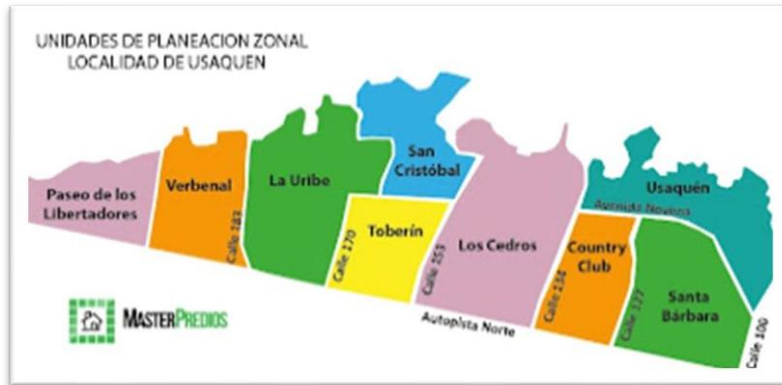 UNIDADES DE PLANEACION ZONAL
LOCALIDAD DE USAQUEN
Paseo de los
Libertadores
Verbenal
Calle 183
La Uribe
San
Cristóbal
Calle 170
Toberín
Calle 153
Los Cedros
Usaquén
Avenida Novena
Country
Club
Calle 134
Calle 127
Santa
Bárbara
Calle 100
Autopista Norte
MASTERPREDIOS